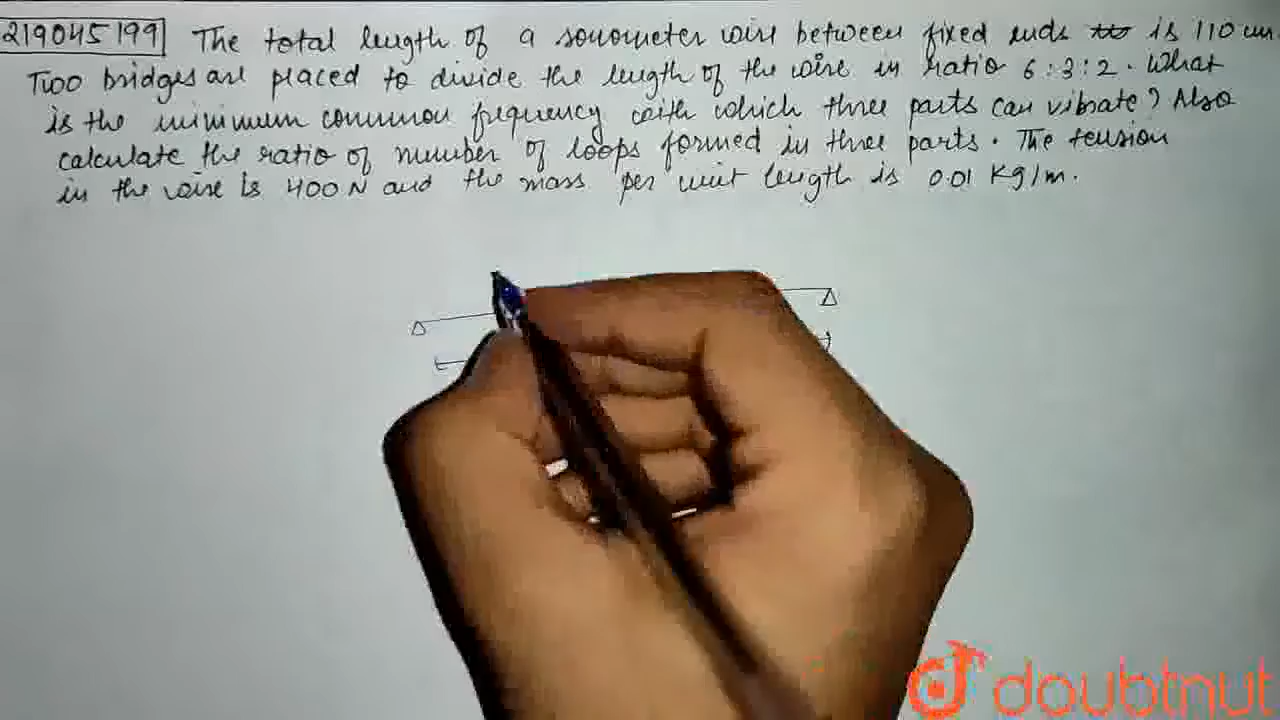 219045199 The total length of a sonometer wire between fixed ends is 110 cm.
Two bridges are placed to divide the length of the wire in ratio 6:3:2. What
is the minimum common frequency with which three parts can vibrate? Also
calculate the ratio of number of loops formed in three parts. The tension
in the wire is 400 N and the mass per unit length is 0.01 Kg/m.
doubtnut